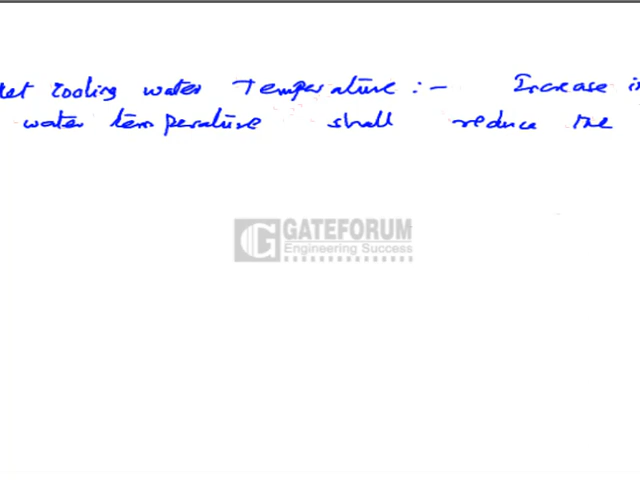 let cooling water Temperature :- Increase in
water temperature shall reduce the
GATEFORUM
Engineering Success